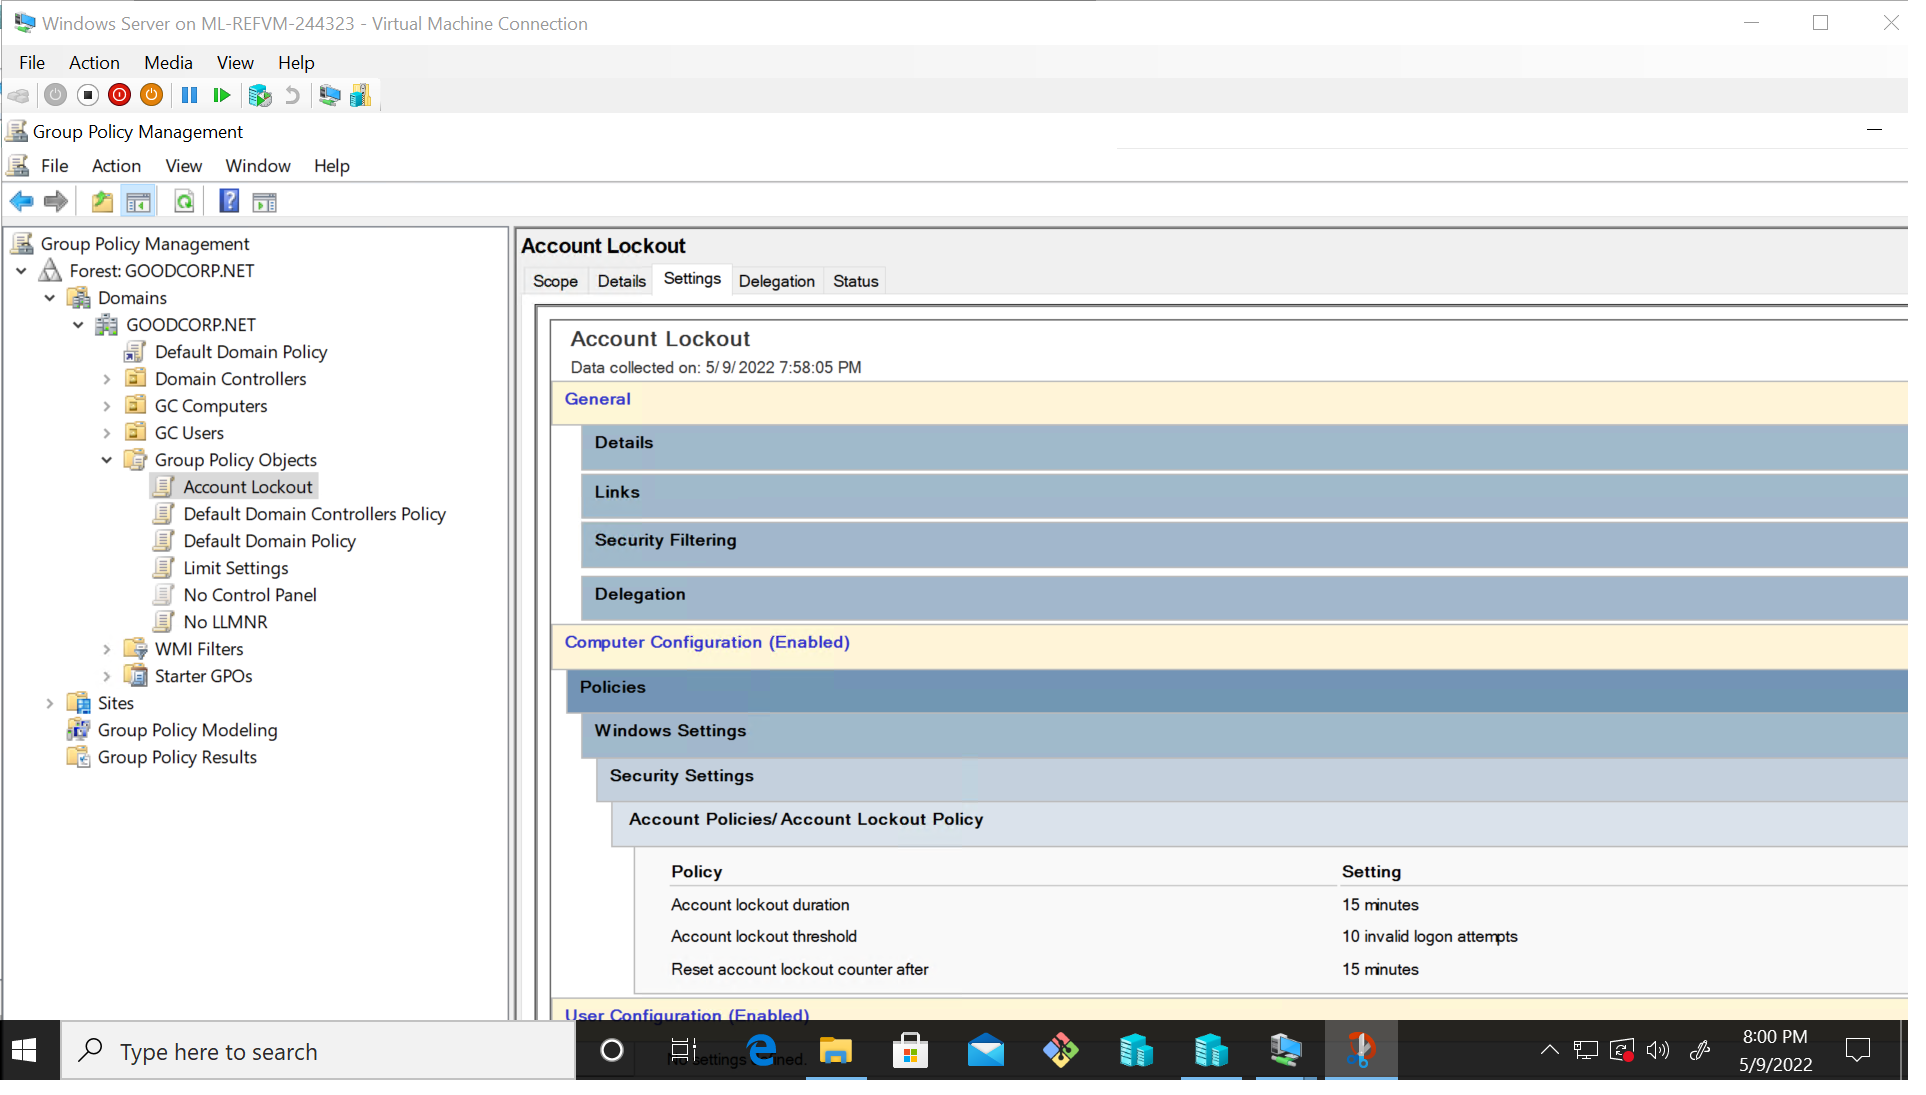 Windows Server on ML-REFVM-244323 - Virtual Machine Connection
File Action Media View Help
Group Policy Management
File Action View Window Help
Group Policy Management
Forest: GOODCORP.NET
Domains
GOODCORP.NET
Default Domain Policy
Domain Controllers
GC Computers
GC Users
Group Policy Objects
Account Lockout
Default Domain Controllers Policy
Default Domain Policy
Limit Settings
No Control Panel
No LLMNR
WMI Filters
Starter GPOs
Sites
Group Policy Modeling
Group Policy Results
Account Lockout
Scope Details Settings Delegation Status
Account Lockout
Data collected on: 5/9/2022 7:58:05 PM
General
Details
Links
Security Filtering
Delegation
Computer Configuration (Enabled)
Policies
Windows Settings
Security Settings
Account Policies/Account Lockout Policy
Policy Setting
Account lockout duration 15 minutes
Account lockout threshold 10 invalid logon attempts
Reset account lockout counter after 15 minutes
User Configuration (Enabled)
Type here to search
settings
8:00 PM
5/9/2022